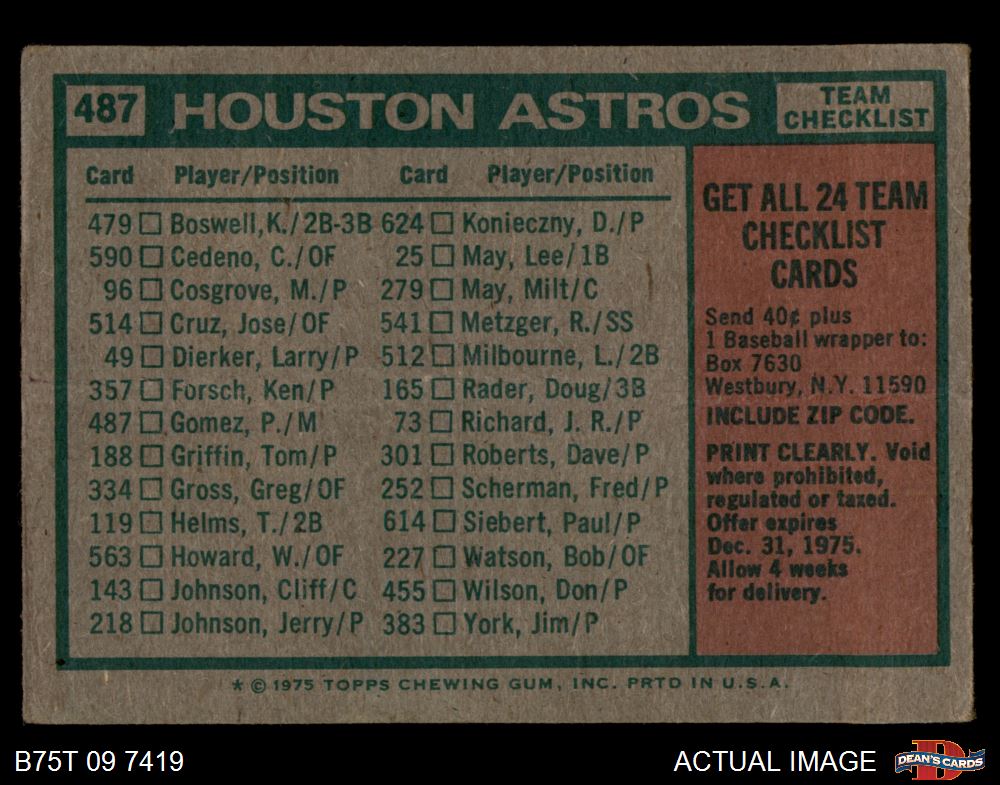 487 HOUSTON ASTROS TEAM CHECKLIST
Card Player/Position Card Player/Position
479 Boswell,K./2B-3B 624 Konieczny, D./P
590 Cedeno, C./OF 25 May, Lee/1B
96 Cosgrove, M./P 279 May, Milt/C
514 Cruz, Jose/OF 541 Metzger, R./SS
49 Dierker, Larry/P 512 Milbourne, L./2B
357 Forsch, Ken/P 165 Rader, Doug/3B
487 Gomez, P./M 73 Richard, J. R./P
188 Griffin, Tom/P 301 Roberts, Dave/P
334 Gross, Greg/OF 252 Scherman, Fred/P
119 Helms, T./2B 614 Siebert, Paul/P
563 Howard, W./OF 227 Watson, Bob/OF
143 Johnson, Cliff/C 455 Wilson, Don/P
218 Johnson, Jerry/P 383 York, Jim/P
GET ALL 24 TEAM
CHECKLIST
CARDS
Send 40¢ plus
1 Baseball wrapper to:
Box 7630
Westbury, N.Y. 11590
INCLUDE ZIP CODE.
PRINT CLEARLY. Void
where prohibited,
regulated or taxed.
Offer expires
Dec. 31, 1975.
Allow 4 weeks
for delivery.
* © 1975 TOPPS CHEWING GUM, INC. PRTD IN U.S.A.
B75T 09 7419 ACTUAL IMAGE D DEAN'S CARDS